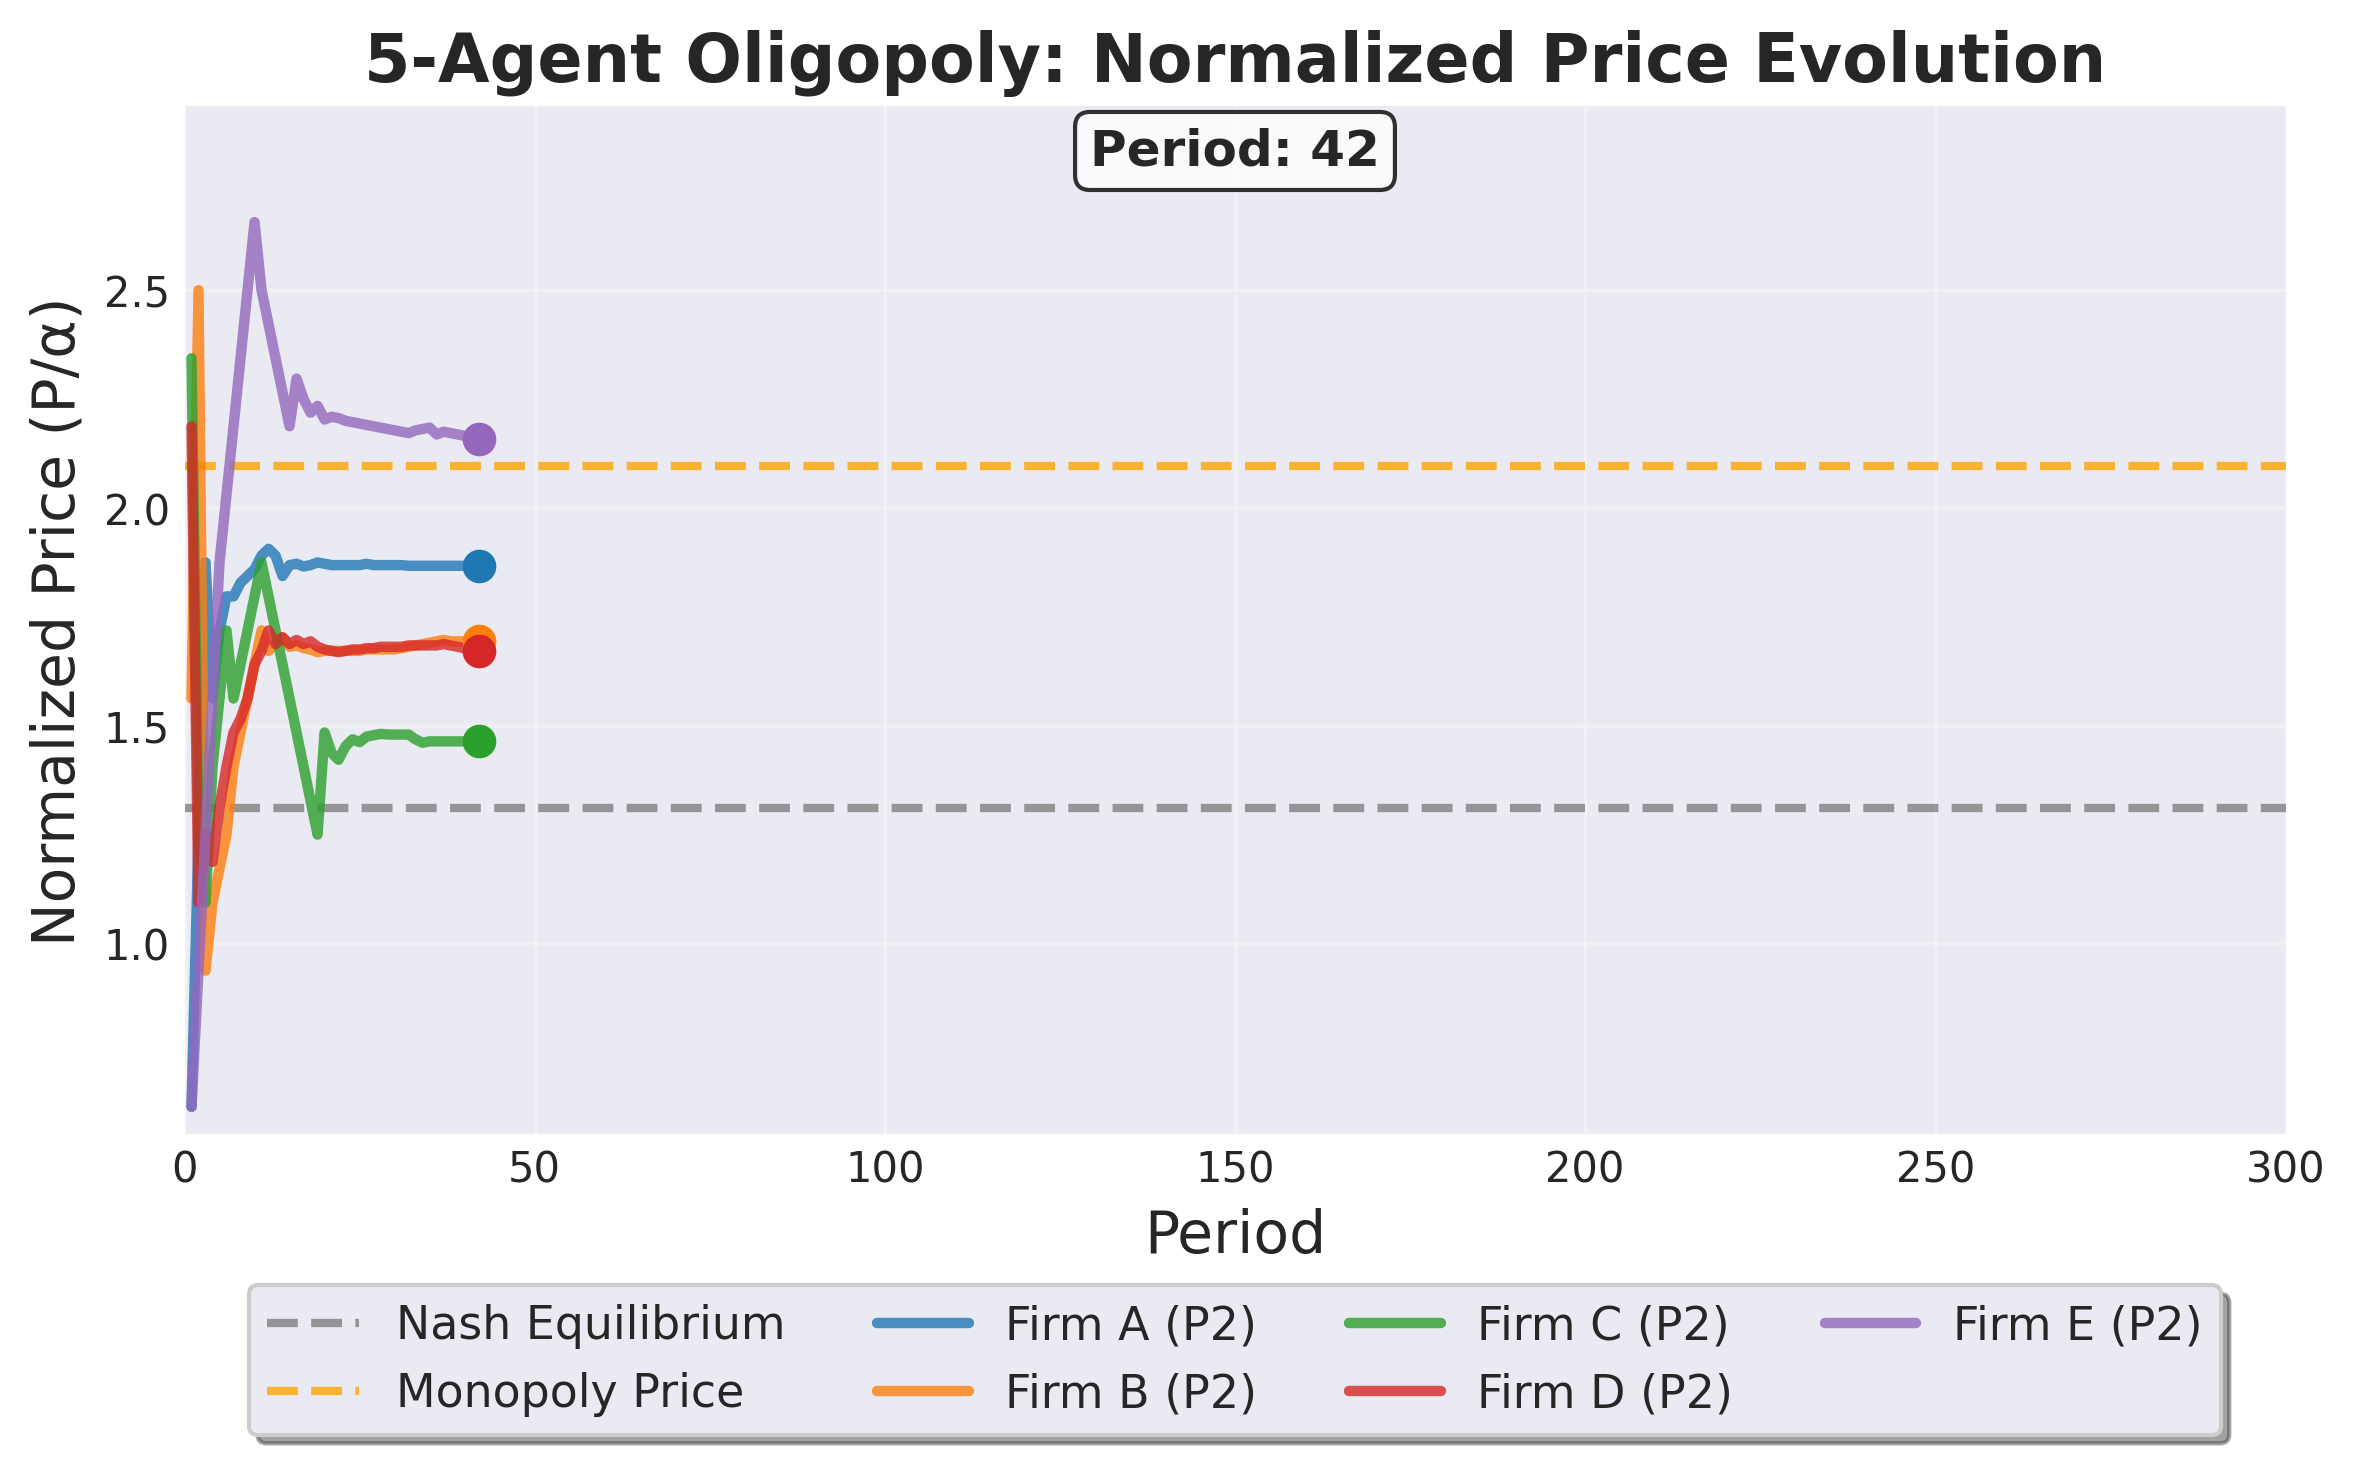 5-Agent Oligopoly: Normalized Price Evolution
Period: 42
Normalized Price (P/α)
2.5
2.0
1.5
1.0
0 50 100 150 200 250 300
Period
Nash Equilibrium Firm A (P2) Firm C (P2) Firm E (P2)
Monopoly Price Firm B (P2) Firm D (P2)